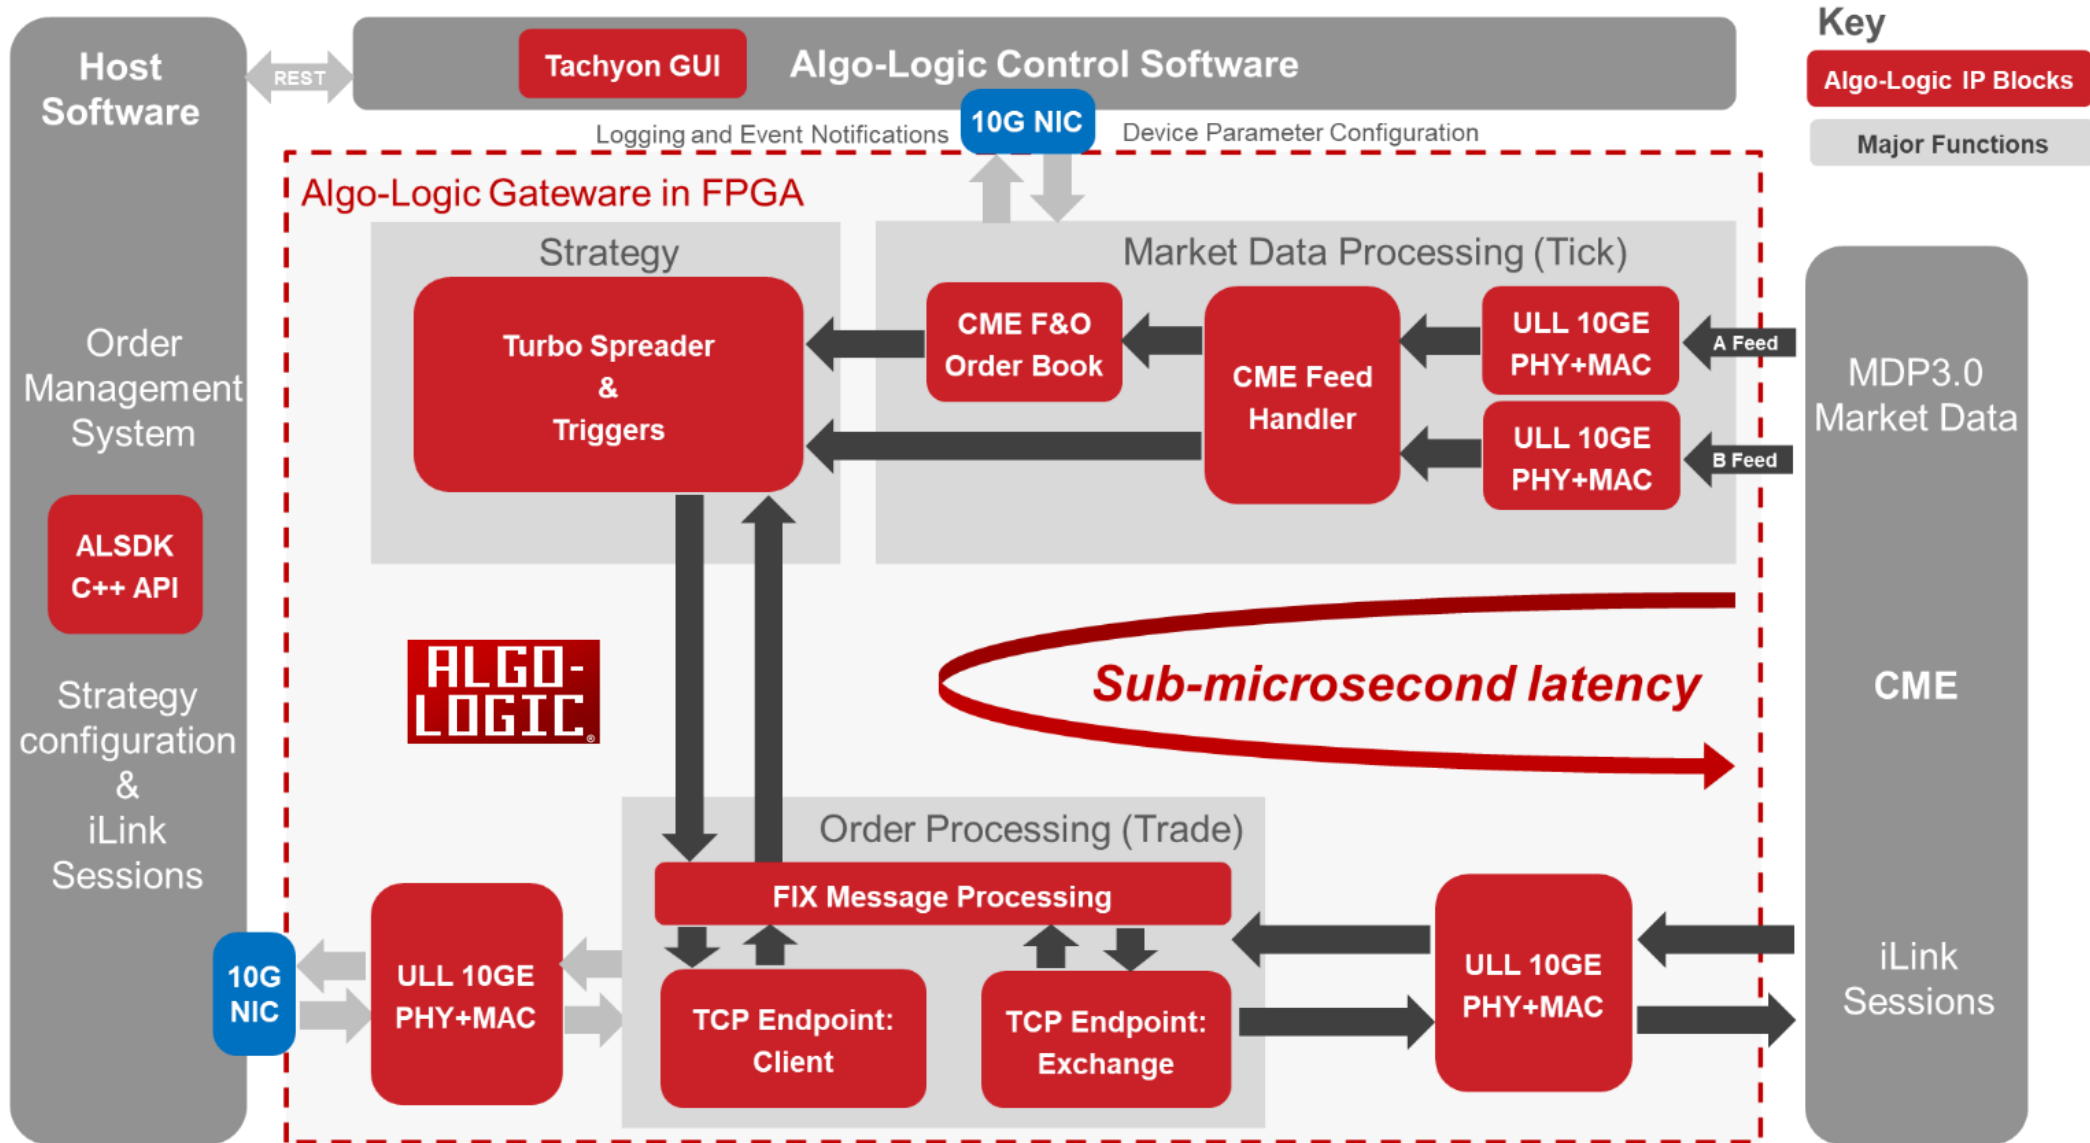 Host
Software
REST
Tachyon GUI
Algo-Logic Control Software
Key
Algo-Logic IP Blocks
Major Functions
Logging and Event Notifications
10G NIC
Device Parameter Configuration
Algo-Logic Gateware in FPGA
Strategy
Turbo Spreader
&
Triggers
Market Data Processing (Tick)
CME F&O
Order Book
CME Feed
Handler
ULL 10GE
PHY+MAC
ULL 10GE
PHY+MAC
A Feed
B Feed
MDP3.0
Market Data
CME
iLink
Sessions
Order
Management
System
ALSDK
C++ API
Strategy
configuration
&
iLink
Sessions
ALGO-
LOGIC®
Sub-microsecond latency
Order Processing (Trade)
FIX Message Processing
10G
NIC
ULL 10GE
PHY+MAC
TCP Endpoint:
Client
TCP Endpoint:
Exchange
ULL 10GE
PHY+MAC